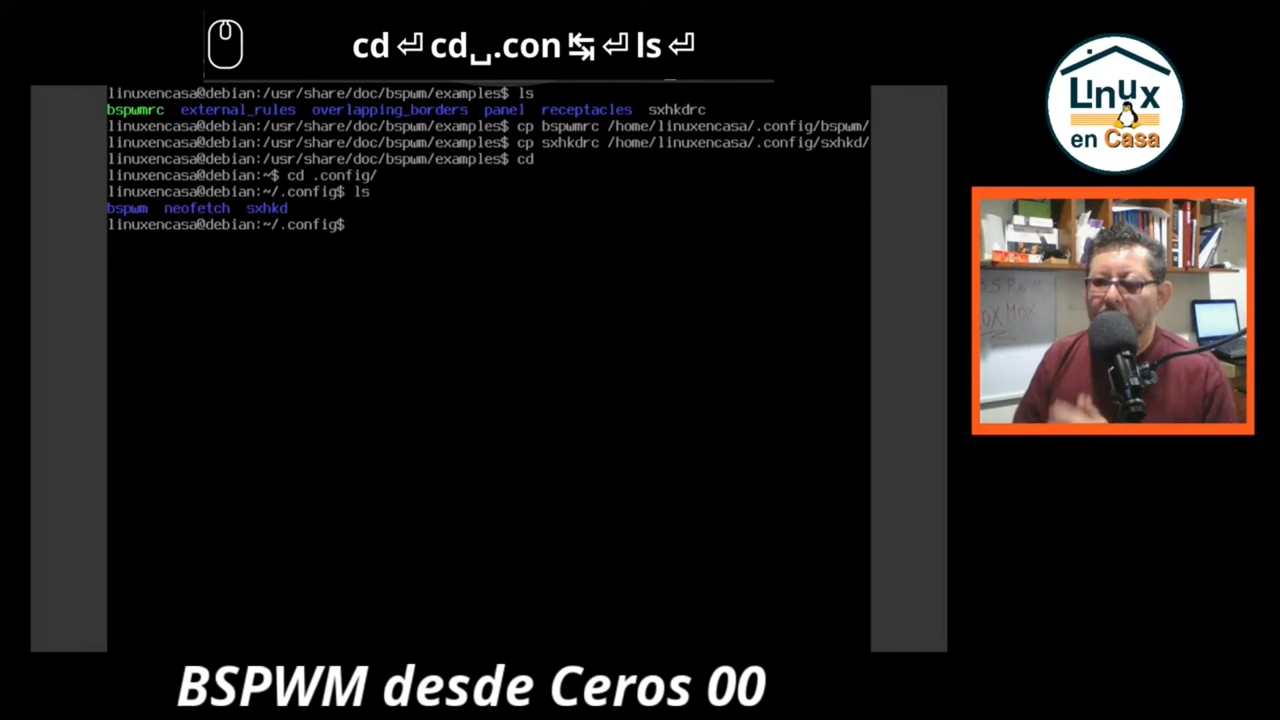 cd ⏎ cd␣.con ↹ ⏎ ls ⏎
linuxencasa@debian:/usr/share/doc/bspwm/examples$ ls
bspwmrc external_rules overlapping_borders panel receptacles sxhkdrc
linuxencasa@debian:/usr/share/doc/bspwm/examples$ cp bspwmrc /home/linuxencasa/.config/bspwm/
linuxencasa@debian:/usr/share/doc/bspwm/examples$ cp sxhkdrc /home/linuxencasa/.config/sxhkd/
linuxencasa@debian:/usr/share/doc/bspwm/examples$ cd
linuxencasa@debian:~$ cd .config/
linuxencasa@debian:~/.config$ ls
bspwm neofetch sxhkd
linuxencasa@debian:~/.config$
Linux
en Casa
BSPWM
MOX
BSPWM desde Ceros 00